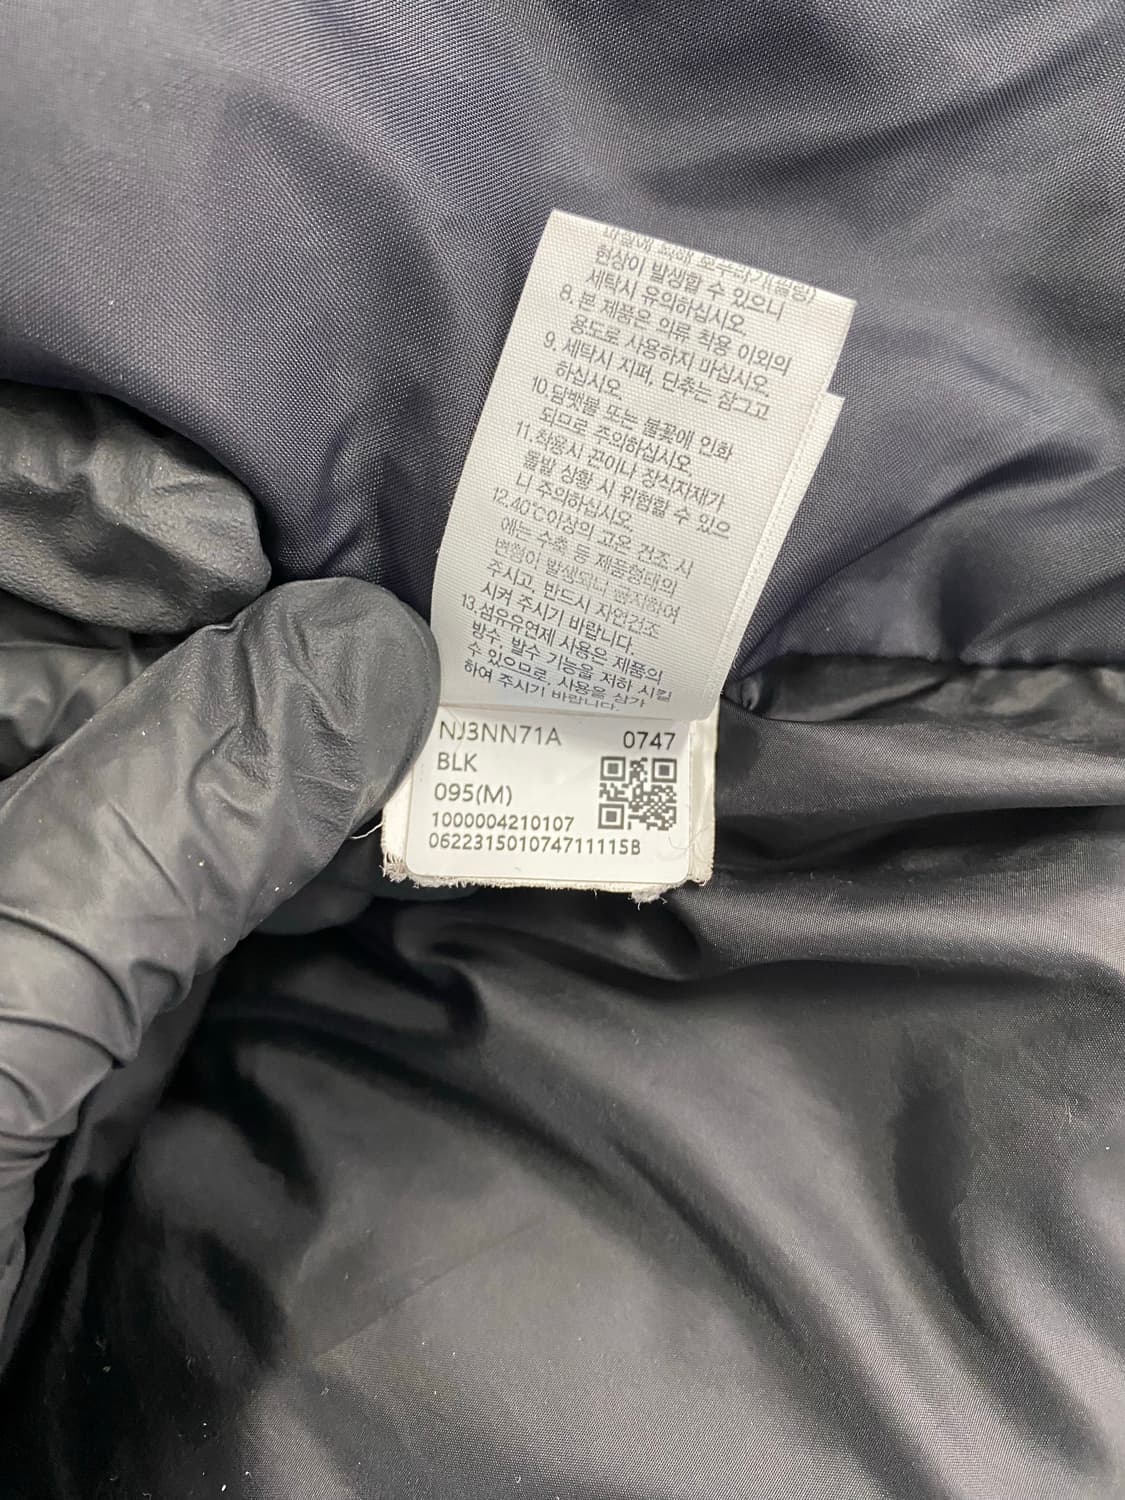 현상이 발생할 수 있으니
세탁시 유의하십시오.
8. 본 제품은 의류 착용 이외의
용도로 사용하지 마십시오.
9. 세탁시 지퍼, 단추는 잠그고
하십시오.
10.담뱃불 또는 불꽃에 인화
되므로 주의하십시오.
11.착용시 끈이나 장식자재가
돌발 상황 시 위험할 수 있으
니 주의하십시오.
12.40℃이상의 고온 건조 시
에는 수축 등 제품형태의
변형이 발생되니
주시고, 반드시 자연건조
시켜 주시기 바랍니다.
13.섬유유연제 사용은 제품의
방수 발수 기능을 저하 시킬
수 있으므로, 사용을 삼가
하여 주시기 바랍니다.
NJ3NN71A 0747
BLK
095(M)
1000004210107
062231501074711115B